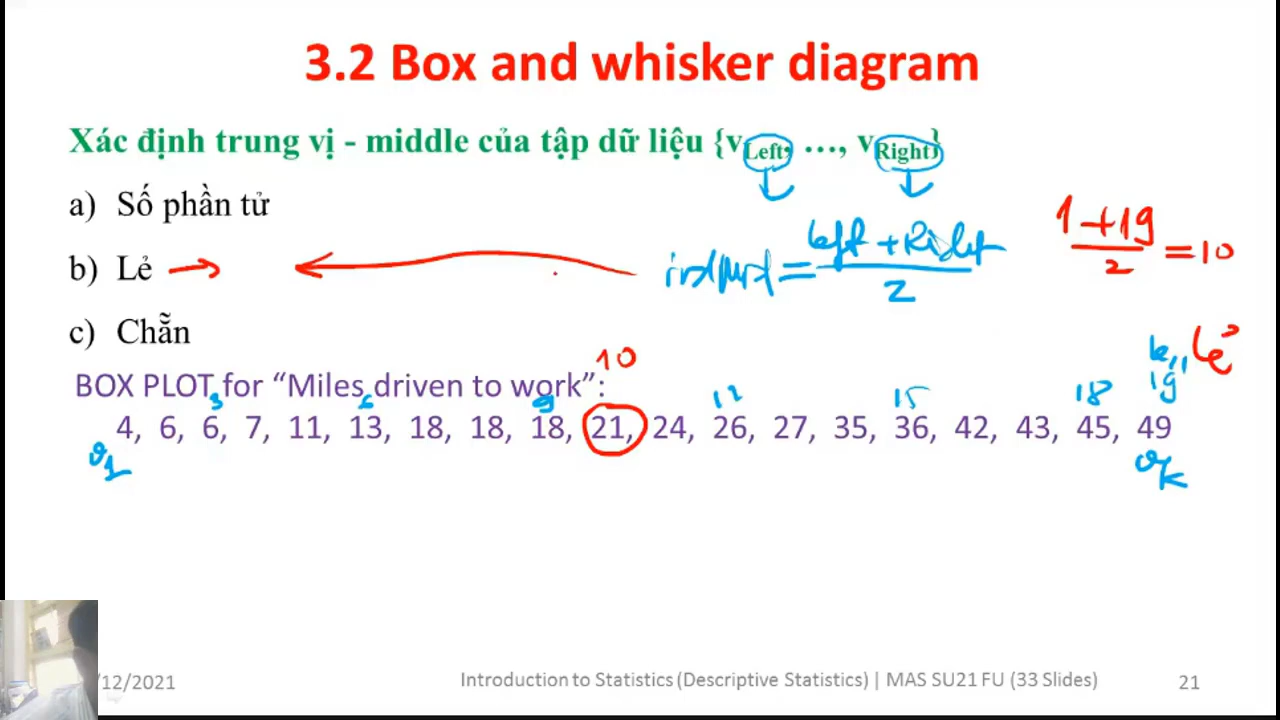 3.2 Box and whisker diagram
Xác định trung vị - middle của tập dữ liệu {vLeft, …, vRight}
a) Số phần tử
Left + Right
2
1 + 19
2
= 10
b) Lẻ
c) Chẵn
10
Lẻ
19
BOX PLOT for “Miles driven to work”:
3 6 9 12 15 18
4, 6, 6, 7, 11, 13, 18, 18, 18, 21, 24, 26, 27, 35, 36, 42, 43, 45, 49
/12/2021
Introduction to Statistics (Descriptive Statistics) | MAS SU21 FU (33 Slides)
21